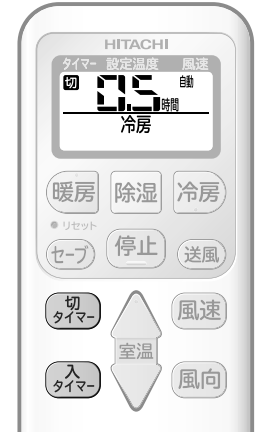 HITACHI
タイマー 設定温度 風速
切 0.5 時間 自動
冷房
暖房 除湿 冷房
リセット
セーブ 停止 送風
切タイマー 風速
室温
入タイマー 風向